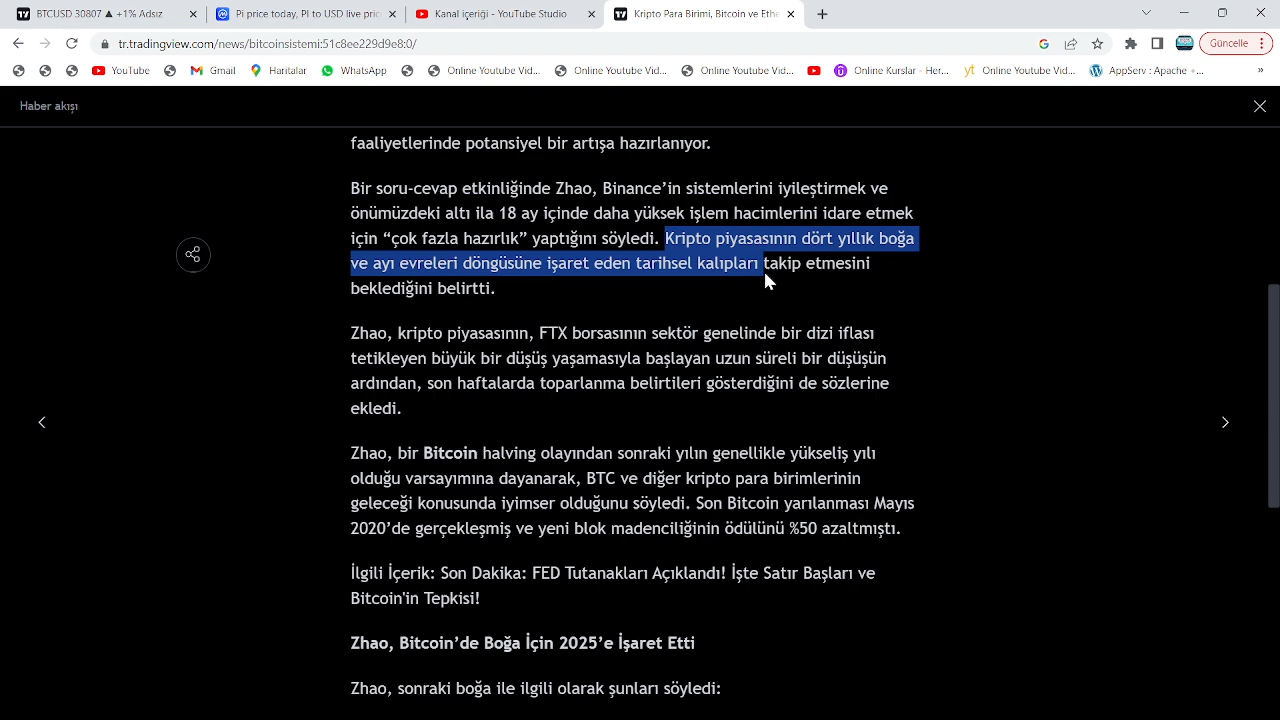 BTCUSD 30807 ▲ +1% Adsız
Pi price today, PI to USD live pric
Kanal içeriği - YouTube Studio
Kripto Para Birimi, Bitcoin ve Ethe
tr.tradingview.com/news/bitcoinsistemi:51c8ee229d9e8:0/
Güncelle
YouTube
Gmail
Haritalar
WhatsApp
Online Youtube Vid...
Online Youtube Vid...
Online Youtube Vid...
Online Kurslar - Her...
yt Online Youtube Vid...
AppServ : Apache +...
»
Haber akışı
faaliyetlerinde potansiyel bir artışa hazırlanıyor.
Bir soru-cevap etkinliğinde Zhao, Binance’in sistemlerini iyileştirmek ve
önümüzdeki altı ila 18 ay içinde daha yüksek işlem hacimlerini idare etmek
için “çok fazla hazırlık” yaptığını söyledi. Kripto piyasasının dört yıllık boğa
ve ayı evreleri döngüsüne işaret eden tarihsel kalıpları takip etmesini
beklediğini belirtti.
Zhao, kripto piyasasının, FTX borsasının sektör genelinde bir dizi iflası
tetikleyen büyük bir düşüş yaşamasıyla başlayan uzun süreli bir düşüşün
ardından, son haftalarda toparlanma belirtileri gösterdiğini de sözlerine
ekledi.
Zhao, bir Bitcoin halving olayından sonraki yılın genellikle yükseliş yılı
olduğu varsayımına dayanarak, BTC ve diğer kripto para birimlerinin
geleceği konusunda iyimser olduğunu söyledi. Son Bitcoin yarılanması Mayıs
2020’de gerçekleşmiş ve yeni blok madenciliğinin ödülünü %50 azaltmıştı.
İlgili İçerik: Son Dakika: FED Tutanakları Açıklandı! İşte Satır Başları ve
Bitcoin'in Tepkisi!
Zhao, Bitcoin’de Boğa İçin 2025’e İşaret Etti
Zhao, sonraki boğa ile ilgili olarak şunları söyledi: